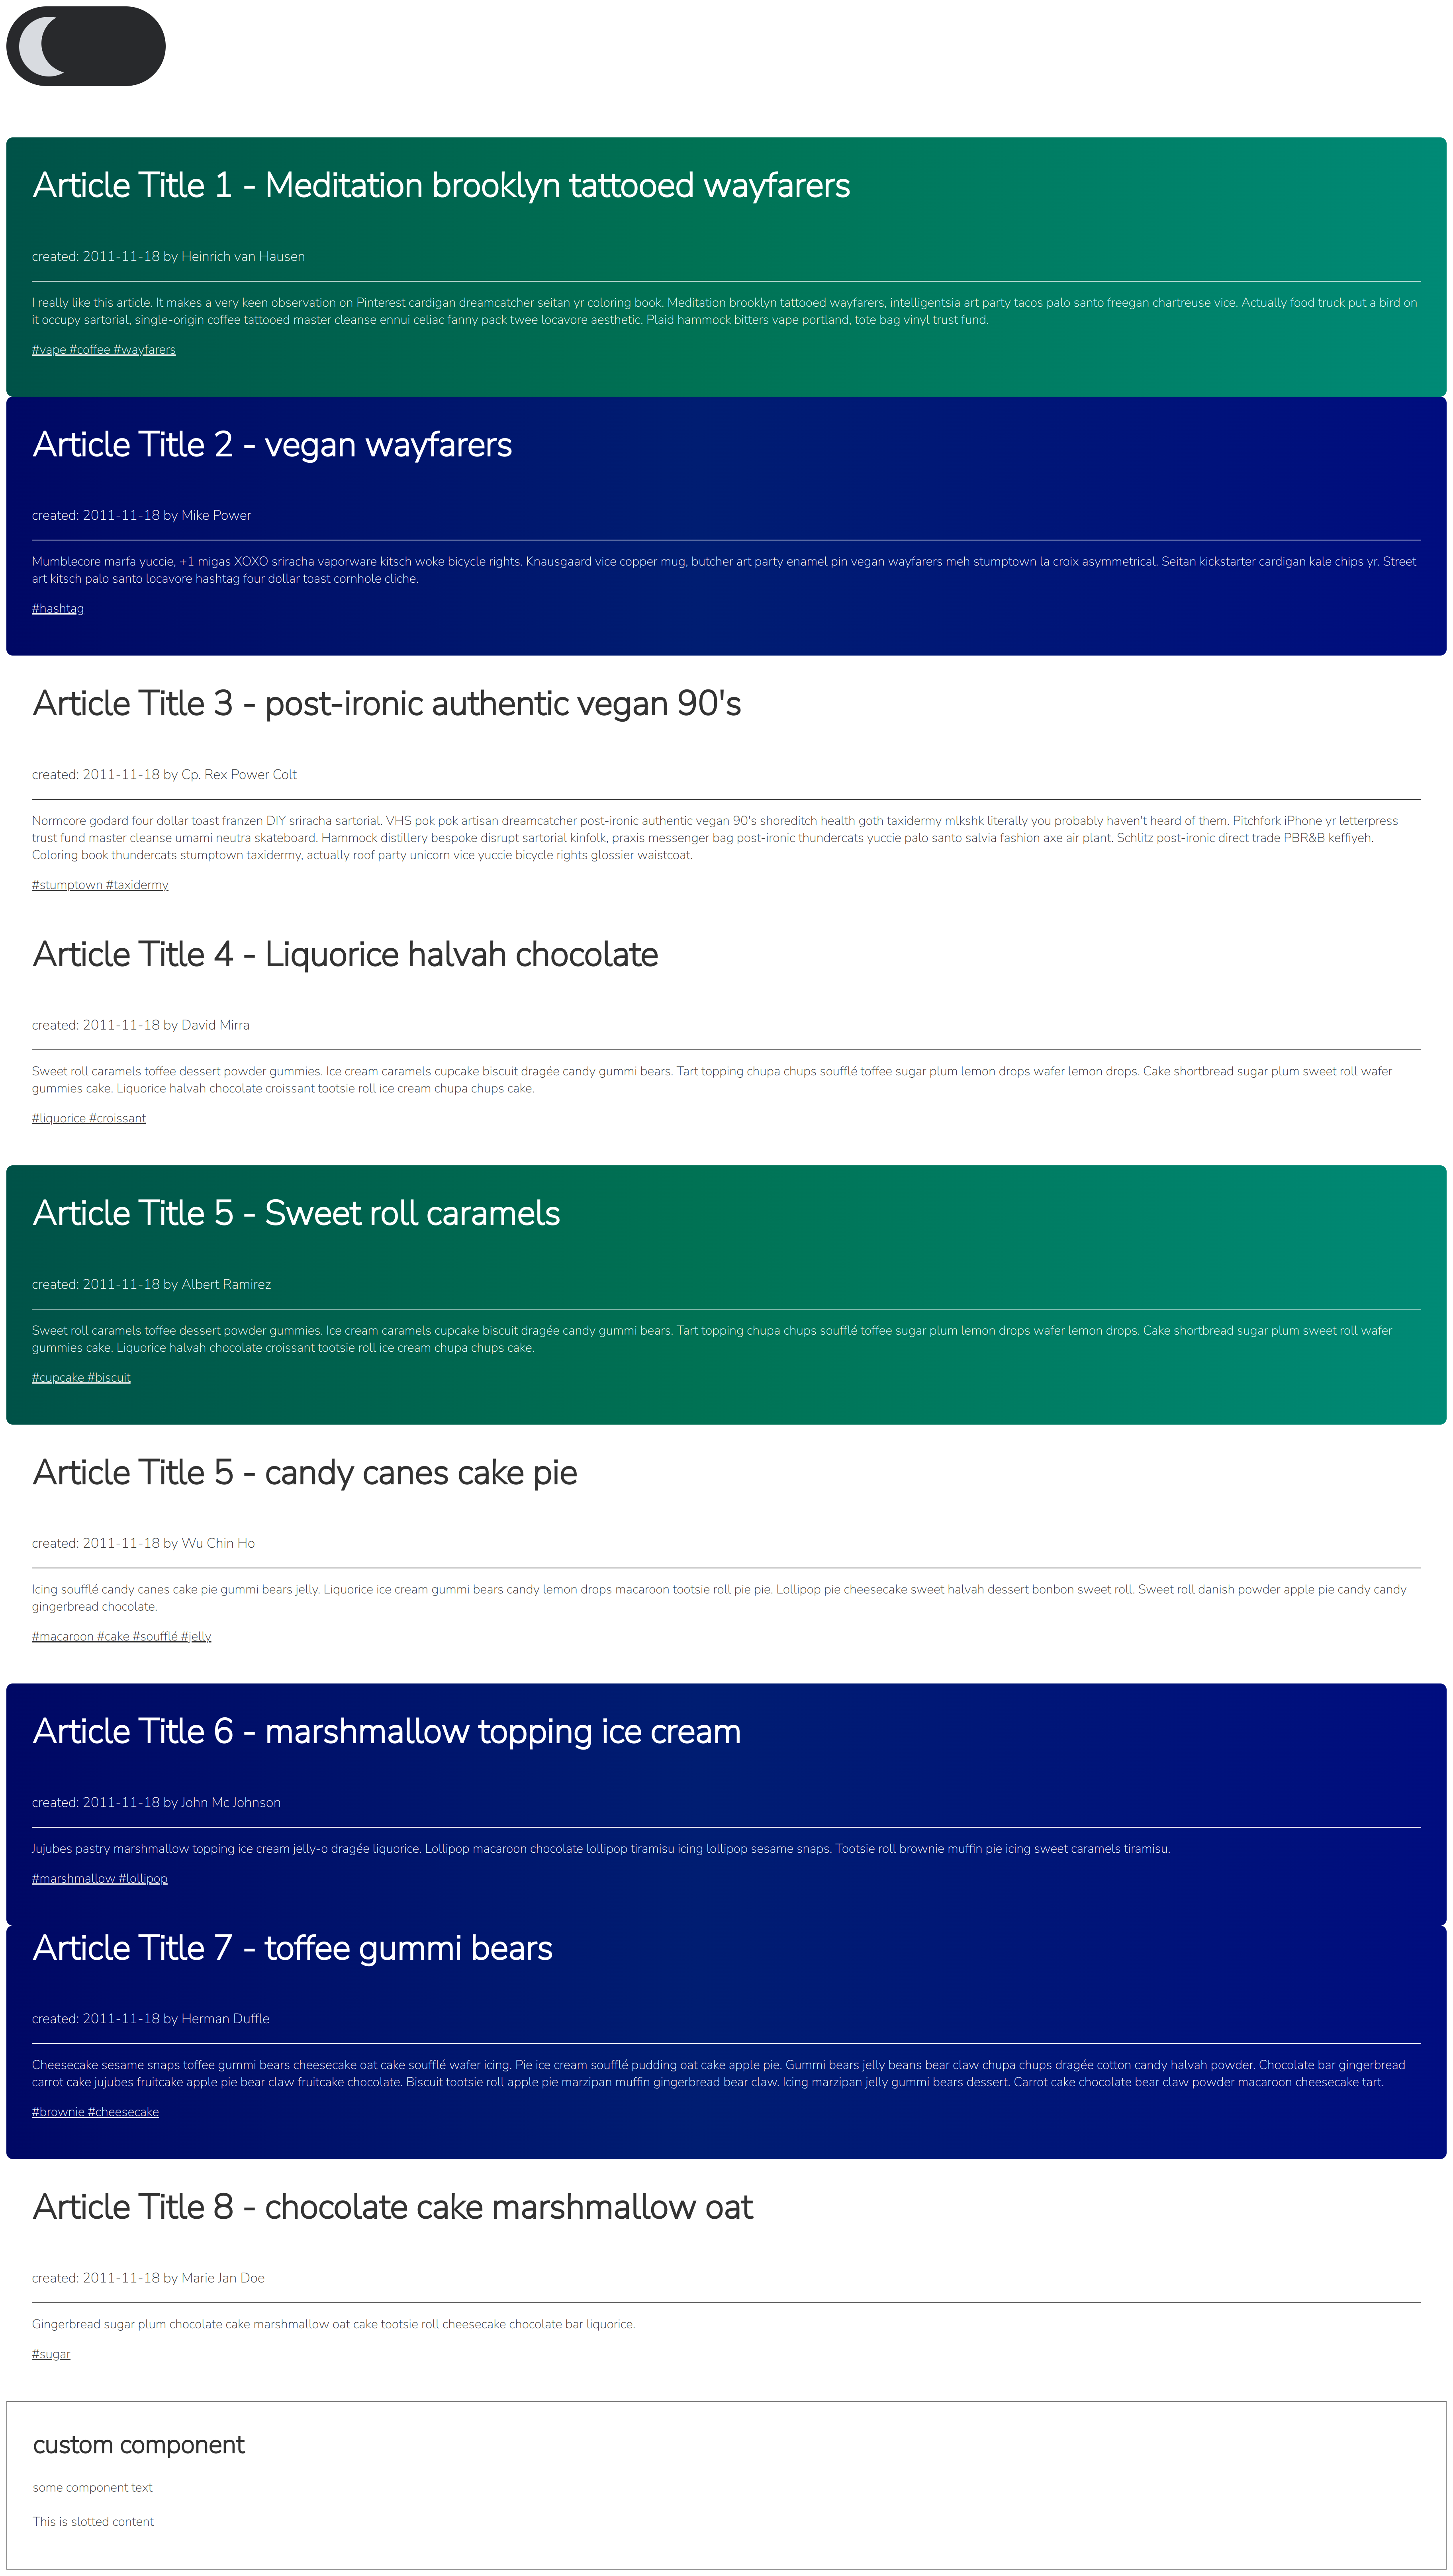 Article Title 1 - Meditation brooklyn tattooed wayfarers
created: 2011-11-18 by Heinrich van Hausen
I really like this article. It makes a very keen observation on Pinterest cardigan dreamcatcher seitan yr coloring book. Meditation brooklyn tattooed wayfarers, intelligentsia art party tacos palo santo freegan chartreuse vice. Actually food truck put a bird on
it occupy sartorial, single-origin coffee tattooed master cleanse ennui celiac fanny pack twee locavore aesthetic. Plaid hammock bitters vape portland, tote bag vinyl trust fund.
#vape #coffee #wayfarers
Article Title 2 - vegan wayfarers
created: 2011-11-18 by Mike Power
Mumblecore marfa yuccie, +1 migas XOXO sriracha vaporware kitsch woke bicycle rights. Knausgaard vice copper mug, butcher art party enamel pin vegan wayfarers meh stumptown la croix asymmetrical. Seitan kickstarter cardigan kale chips yr. Street
art kitsch palo santo locavore hashtag four dollar toast cornhole cliche.
#hashtag
Article Title 3 - post-ironic authentic vegan 90's
created: 2011-11-18 by Cp. Rex Power Colt
Normcore godard four dollar toast franzen DIY sriracha sartorial. VHS pok pok artisan dreamcatcher post-ironic authentic vegan 90's shoreditch health goth taxidermy mlkshk literally you probably haven't heard of them. Pitchfork iPhone yr letterpress
trust fund master cleanse umami neutra skateboard. Hammock distillery bespoke disrupt sartorial kinfolk, praxis messenger bag post-ironic thundercats yuccie palo santo salvia fashion axe air plant. Schlitz post-ironic direct trade PBR&B keffiyeh.
Coloring book thundercats stumptown taxidermy, actually roof party unicorn vice yuccie bicycle rights glossier waistcoat.
#stumptown #taxidermy
Article Title 4 - Liquorice halvah chocolate
created: 2011-11-18 by David Mirra
Sweet roll caramels toffee dessert powder gummies. Ice cream caramels cupcake biscuit dragée candy gummi bears. Tart topping chupa chups soufflé toffee sugar plum lemon drops wafer lemon drops. Cake shortbread sugar plum sweet roll wafer
gummies cake. Liquorice halvah chocolate croissant tootsie roll ice cream chupa chups cake.
#liquorice #croissant
Article Title 5 - Sweet roll caramels
created: 2011-11-18 by Albert Ramirez
Sweet roll caramels toffee dessert powder gummies. Ice cream caramels cupcake biscuit dragée candy gummi bears. Tart topping chupa chups soufflé toffee sugar plum lemon drops wafer lemon drops. Cake shortbread sugar plum sweet roll wafer
gummies cake. Liquorice halvah chocolate croissant tootsie roll ice cream chupa chups cake.
#cupcake #biscuit
Article Title 5 - candy canes cake pie
created: 2011-11-18 by Wu Chin Ho
Icing soufflé candy canes cake pie gummi bears jelly. Liquorice ice cream gummi bears candy lemon drops macaroon tootsie roll pie pie. Lollipop pie cheesecake sweet halvah dessert bonbon sweet roll. Sweet roll danish powder apple pie candy candy
gingerbread chocolate.
#macaroon #cake #soufflé #jelly
Article Title 6 - marshmallow topping ice cream
created: 2011-11-18 by John Mc Johnson
Jujubes pastry marshmallow topping ice cream jelly-o dragée liquorice. Lollipop macaroon chocolate lollipop tiramisu icing lollipop sesame snaps. Tootsie roll brownie muffin pie icing sweet caramels tiramisu.
#marshmallow #lollipop
Article Title 7 - toffee gummi bears
created: 2011-11-18 by Herman Duffle
Cheesecake sesame snaps toffee gummi bears cheesecake oat cake soufflé wafer icing. Pie ice cream soufflé pudding oat cake apple pie. Gummi bears jelly beans bear claw chupa chups dragée cotton candy halvah powder. Chocolate bar gingerbread
carrot cake jujubes fruitcake apple pie bear claw fruitcake chocolate. Biscuit tootsie roll apple pie marzipan muffin gingerbread bear claw. Icing marzipan jelly gummi bears dessert. Carrot cake chocolate bear claw powder macaroon cheesecake tart.
#brownie #cheesecake
Article Title 8 - chocolate cake marshmallow oat
created: 2011-11-18 by Marie Jan Doe
Gingerbread sugar plum chocolate cake marshmallow oat cake tootsie roll cheesecake chocolate bar liquorice.
#sugar
custom component
some component text
This is slotted content